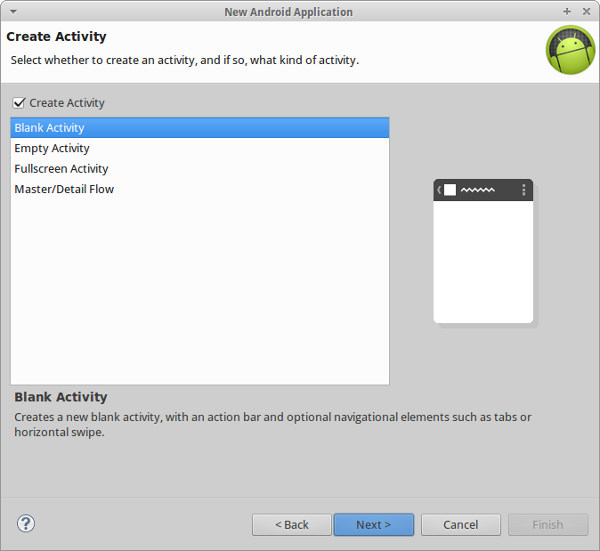 New Android Application
Create Activity
Select whether to create an activity, and if so, what kind of activity.
Create Activity
Blank Activity
Empty Activity
Fullscreen Activity
Master/Detail Flow
Blank Activity
Creates a new blank activity, with an action bar and optional navigational elements such as tabs or
horizontal swipe.
< Back
Next >
Cancel
Finish